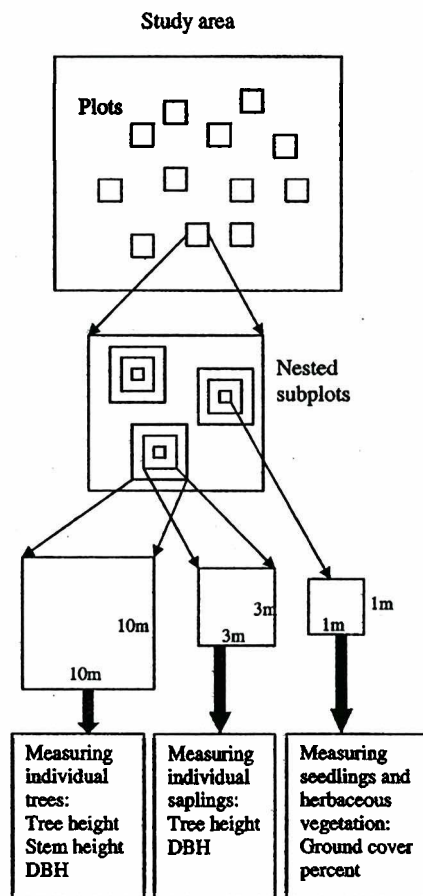 Study area
Plots
Nested
subplots
10m
10m
3m
3m
1m
1m
Measuring
individual
trees:
Tree height
Stem height
DBH
Measuring
individual
saplings:
Tree height
DBH
Measuring
seedlings and
herbaceous
vegetation:
Ground cover
percent